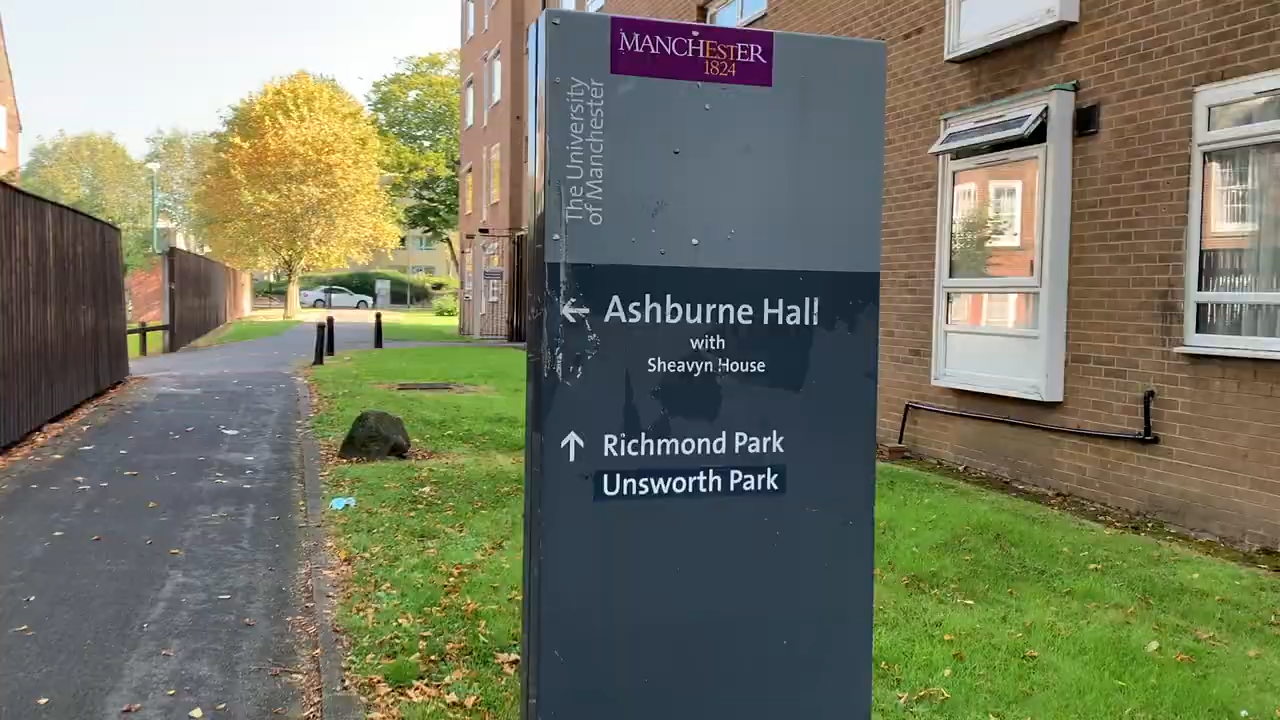 MANCHESTER
1824
The University
of Manchester
← Ashburne Hall
with
Sheavyn House
↑ Richmond Park
Unsworth Park